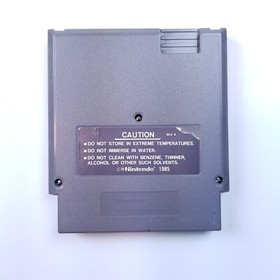 CAUTION
REV-A
• DO NOT STORE IN EXTREME TEMPERATURES.
• DO NOT IMMERSE IN WATER.
• DO NOT CLEAN WITH BENZENE, THINNER,
ALCOHOL OR OTHER SUCH SOLVENTS.
©®Nintendo 1985